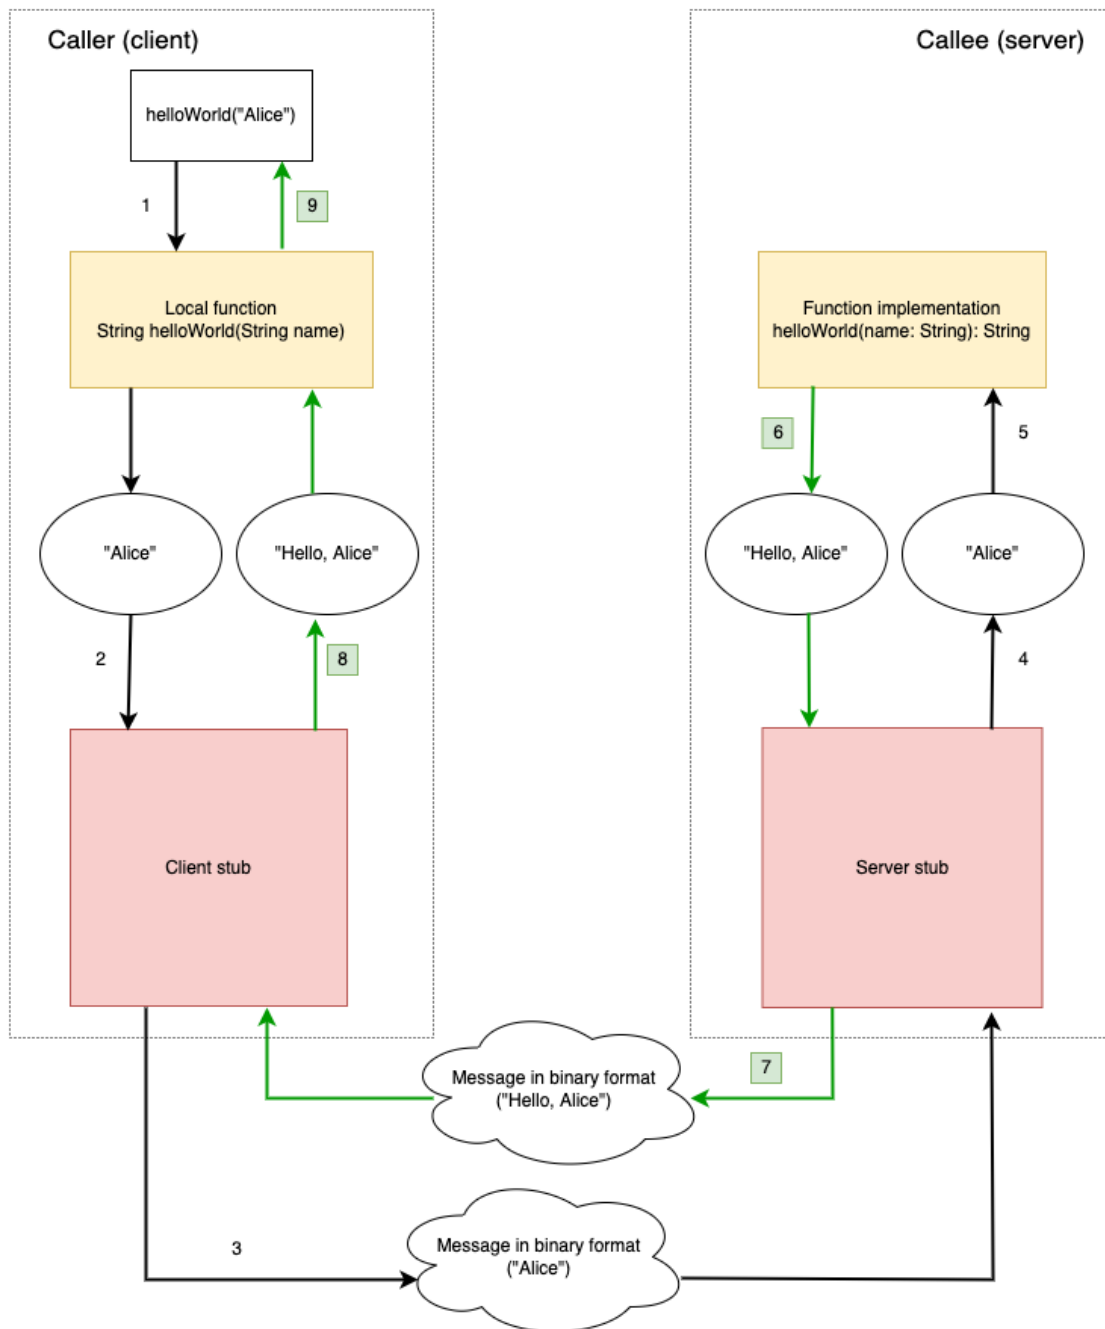 Caller (client)
Callee (server)
helloWorld("Alice")
1
9
Local function
String helloWorld(String name)
Function implementation
helloWorld(name: String): String
6
5
"Alice"
"Hello, Alice"
"Hello, Alice"
"Alice"
2
8
4
Client stub
Server stub
7
Message in binary format
("Hello, Alice")
3
Message in binary format
("Alice")